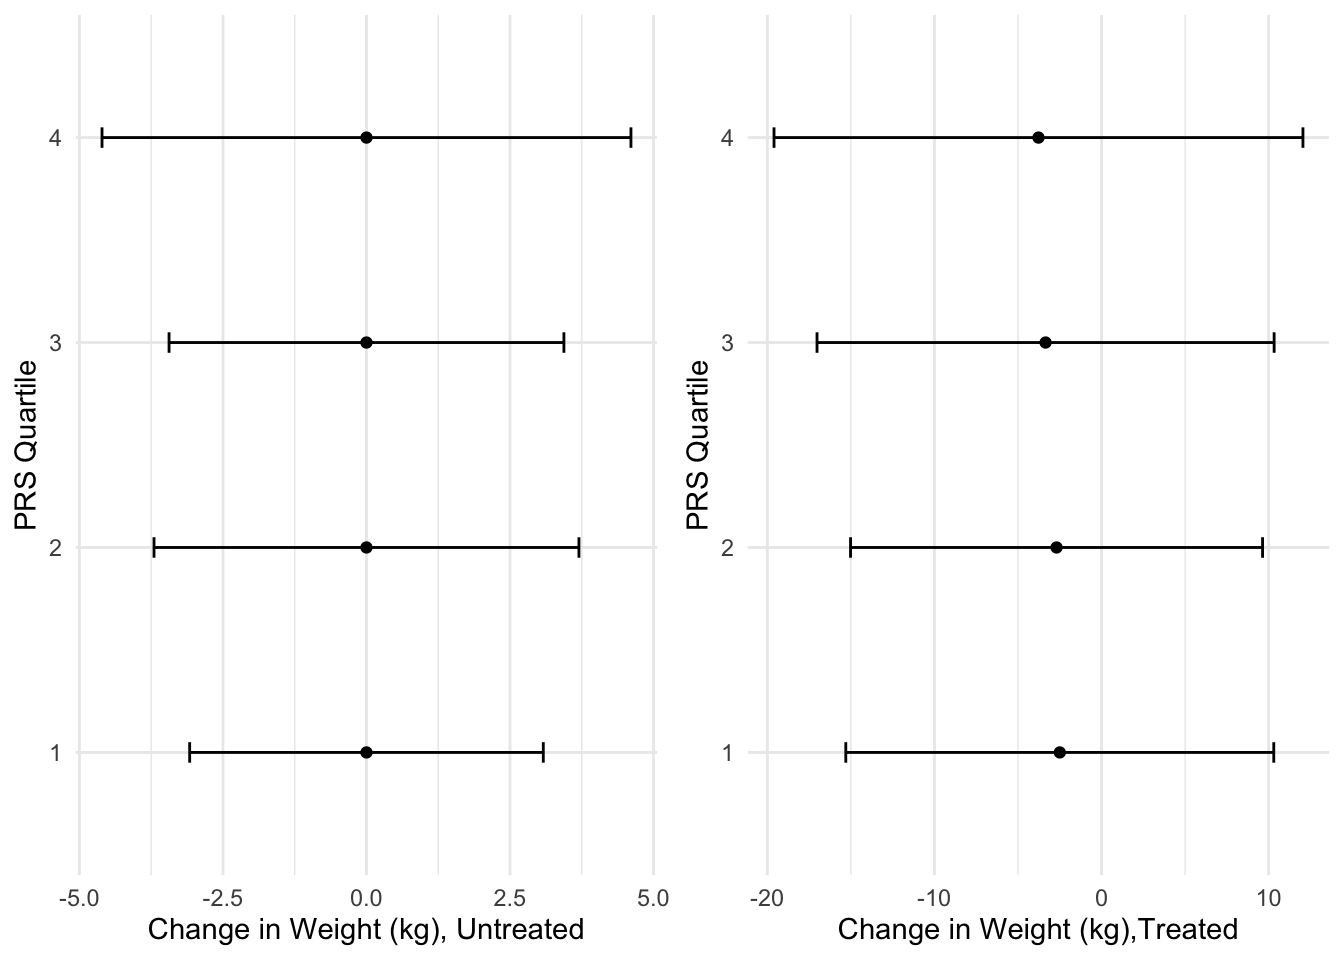 4
3
2
1
PRS Quartile
-5.0 -2.5 0.0 2.5 5.0
Change in Weight (kg), Untreated
4
3
2
1
PRS Quartile
-20 -10 0 10
Change in Weight (kg),Treated